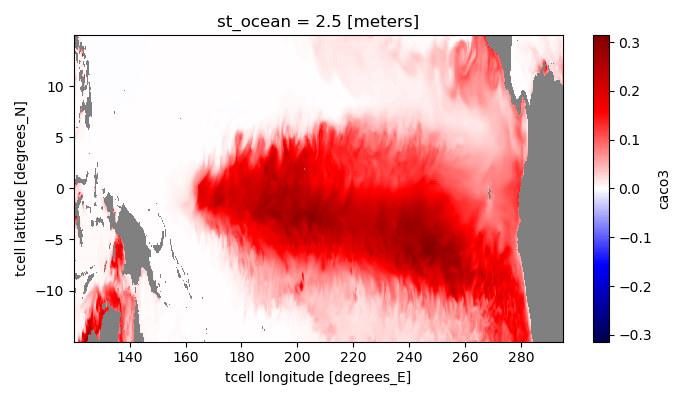 st_ocean = 2.5 [meters]
10
5
0
−5
−10
tcell latitude [degrees_N]
140 160 180 200 220 240 260 280
tcell longitude [degrees_E]
0.3
0.2
0.1
0.0
−0.1
−0.2
−0.3
caco3